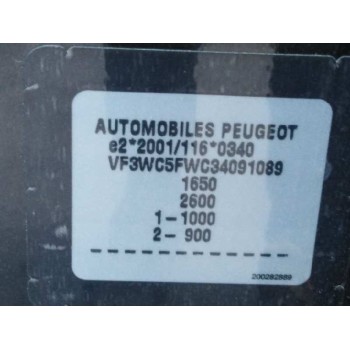 AUTOMOBILES PEUGEOT
e2*2001/116*0340
VF3WC5FWC34091089
1650
2600
1-1000
2-900
- - - - - - - - - - - - - -
200282889